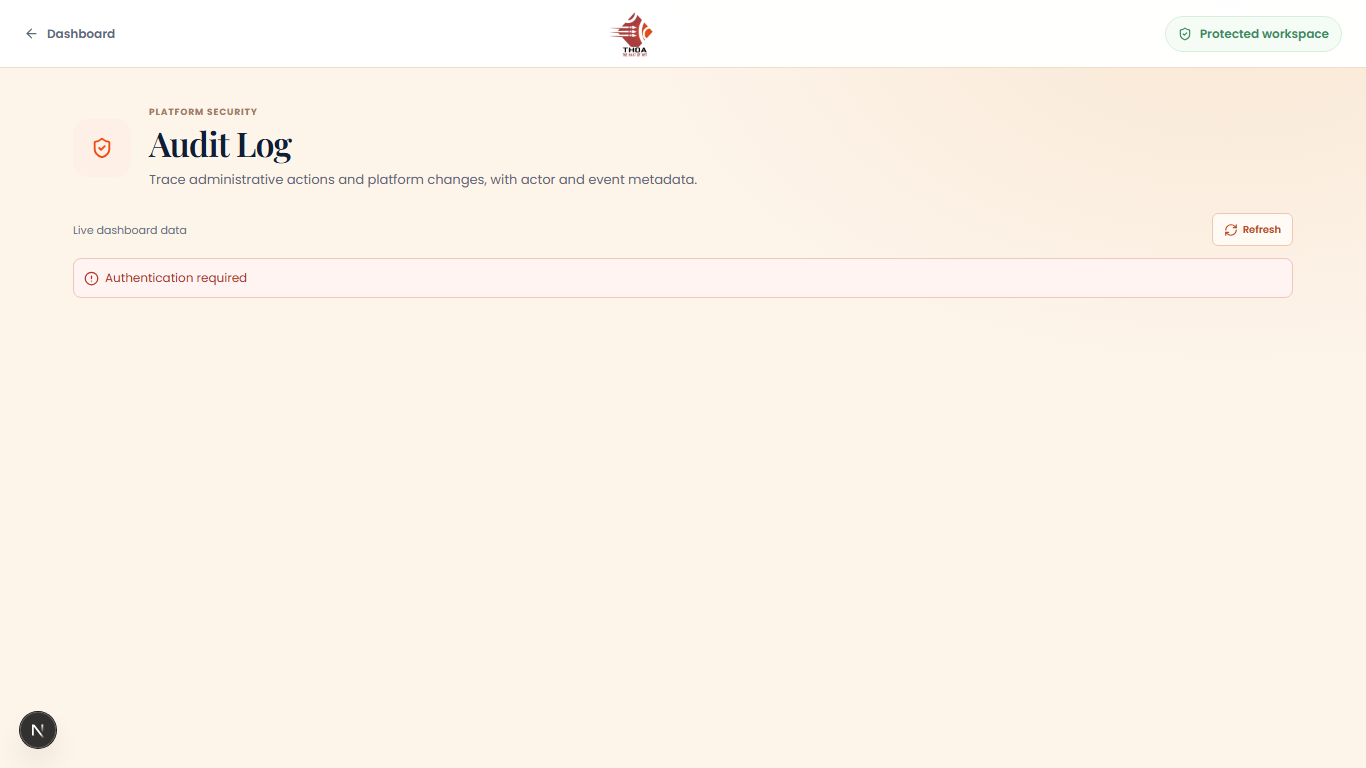 Dashboard
THOA
Protected workspace
PLATFORM SECURITY
Audit Log
Trace administrative actions and platform changes, with actor and event metadata.
Live dashboard data
Refresh
Authentication required
N